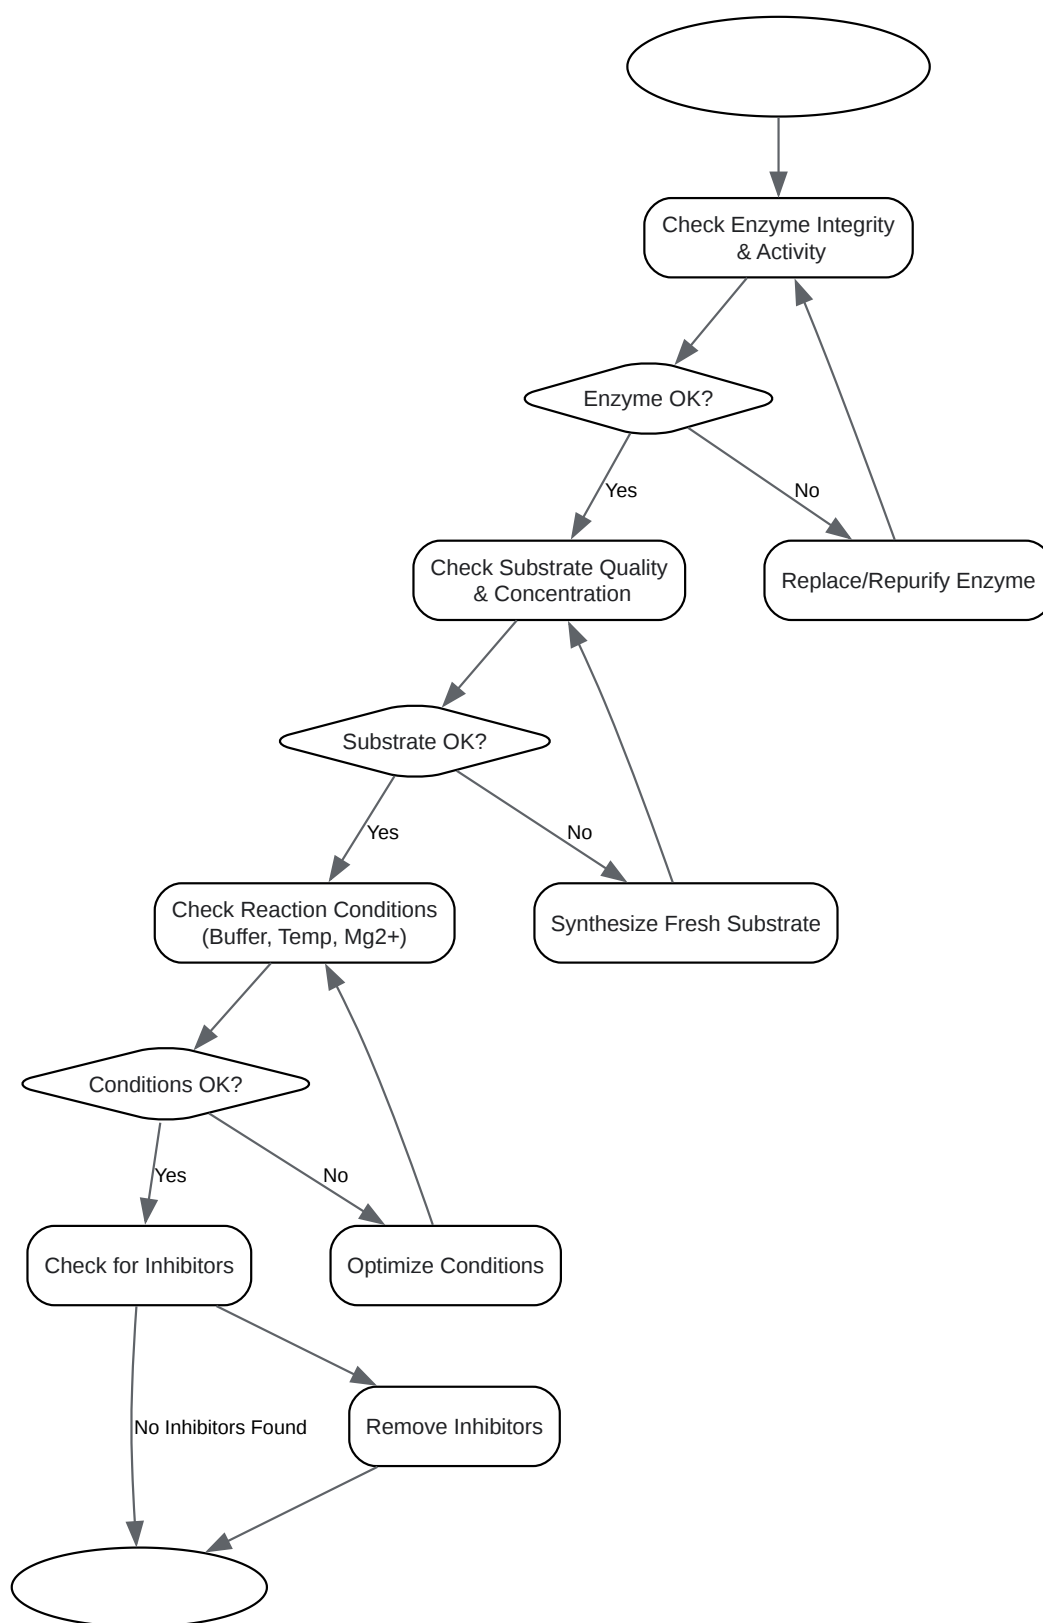 Check Enzyme Integrity
& Activity
Enzyme OK?
Yes
No
Check Substrate Quality
& Concentration
Replace/Repurify Enzyme
Substrate OK?
Yes
No
Check Reaction Conditions
(Buffer, Temp, Mg2+)
Synthesize Fresh Substrate
Conditions OK?
Yes
No
Check for Inhibitors
Optimize Conditions
No Inhibitors Found
Remove Inhibitors